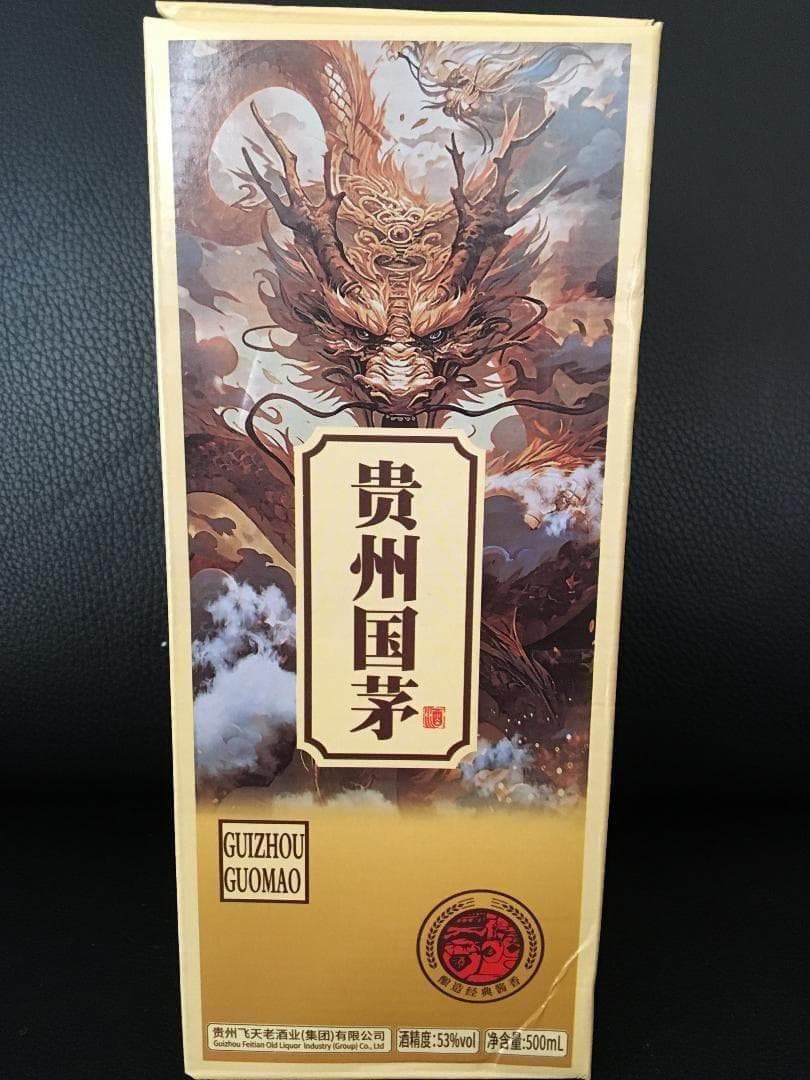 贵州国茅
酒
GUIZHOU
GUOMAO
酿造经典酱香
贵州飞天老酒业(集团)有限公司
Guizhou Feitian Old Liquor Industry (Group) Co., Ltd
酒精度:53%vol
净含量:500mL